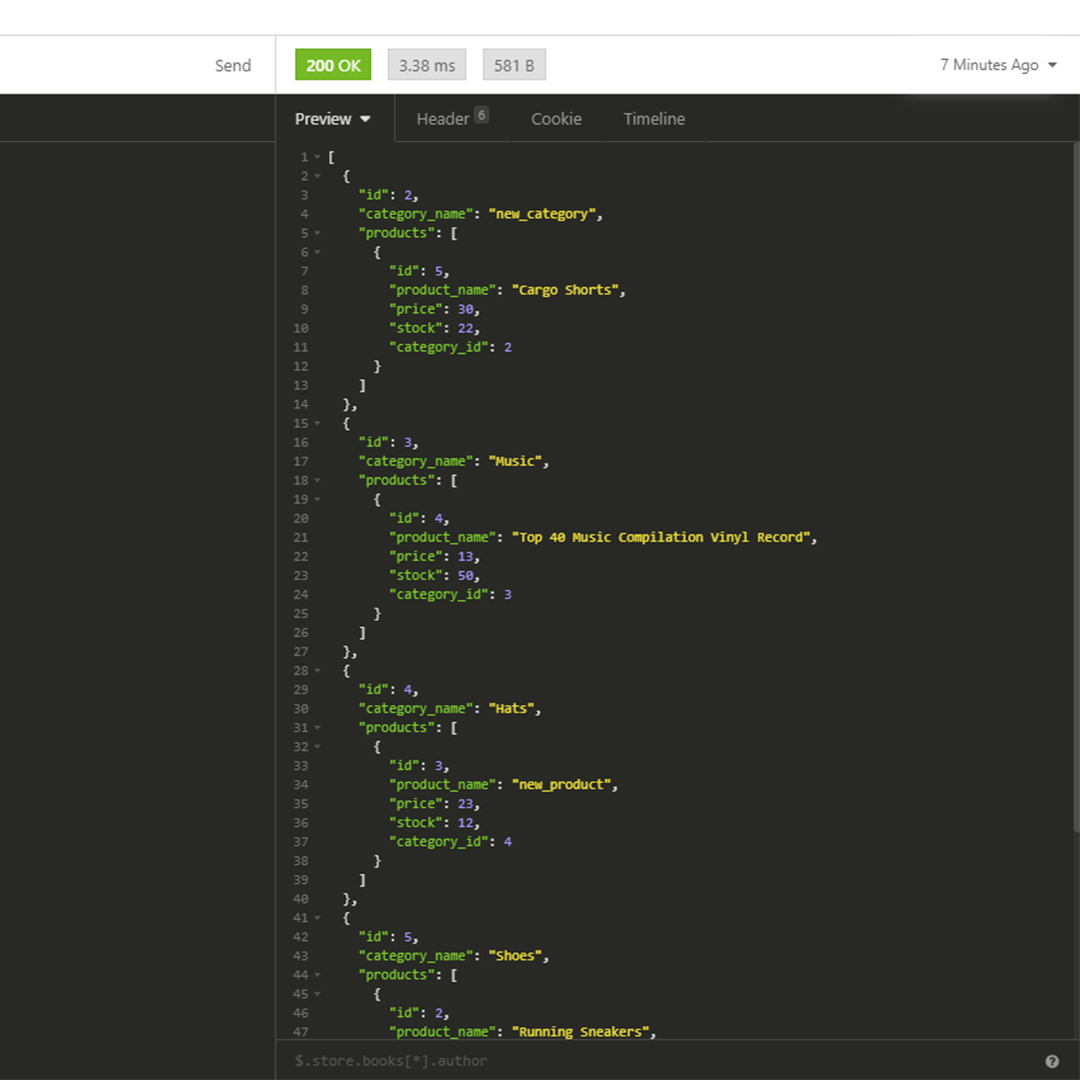 Send
200 OK 3.38 ms 581 B 7 Minutes Ago
Preview Header 6 Cookie Timeline
1 [
2 {
3 "id": 2,
4 "category_name": "new_category",
5 "products": [
6 {
7 "id": 5,
8 "product_name": "Cargo Shorts",
9 "price": 30,
10 "stock": 22,
11 "category_id": 2
12 }
13 ]
14 },
15 {
16 "id": 3,
17 "category_name": "Music",
18 "products": [
19 {
20 "id": 4,
21 "product_name": "Top 40 Music Compilation Vinyl Record",
22 "price": 13,
23 "stock": 50,
24 "category_id": 3
25 }
26 ]
27 },
28 {
29 "id": 4,
30 "category_name": "Hats",
31 "products": [
32 {
33 "id": 3,
34 "product_name": "new_product",
35 "price": 23,
36 "stock": 12,
37 "category_id": 4
38 }
39 ]
40 },
41 {
42 "id": 5,
43 "category_name": "Shoes",
44 "products": [
45 {
46 "id": 2,
47 "product_name": "Running Sneakers",
$.store.books[*].author ?